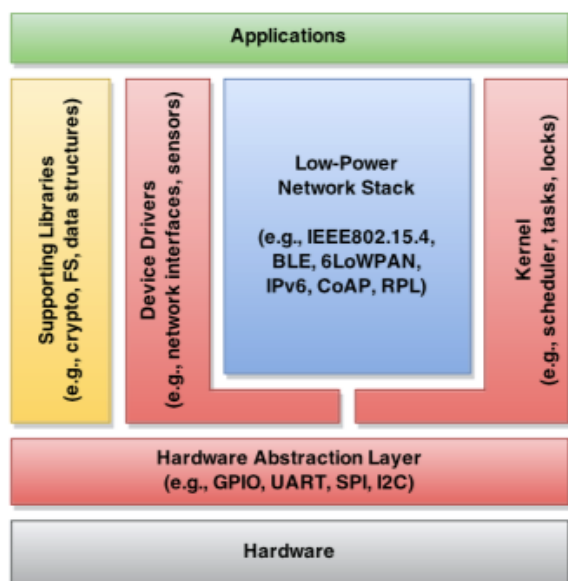 Applications
Supporting Libraries
(e.g., crypto, FS, data structures)
Device Drivers
(e.g., network interfaces, sensors)
Low-Power
Network Stack
(e.g., IEEE802.15.4,
BLE, 6LoWPAN,
IPv6, CoAP, RPL)
Kernel
(e.g., scheduler, tasks, locks)
Hardware Abstraction Layer
(e.g., GPIO, UART, SPI, I2C)
Hardware